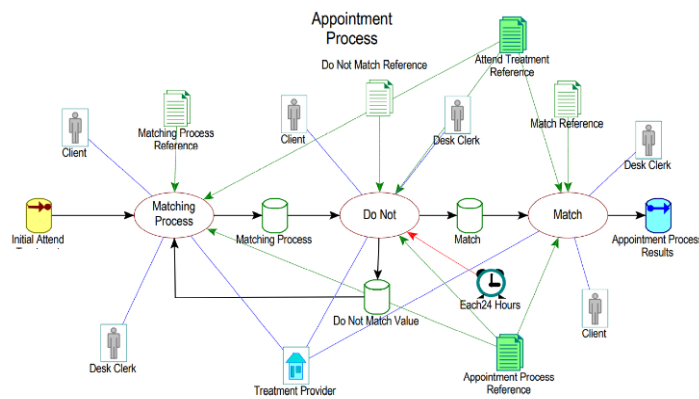 Appointment
Process
Do Not Match Reference
Attend Treatment
Reference
Client
Matching Process
Reference
Client
Desk Clerk
Match Reference
Desk Clerk
Matching
Process
Do Not
Match
Initial Attend
Matching Process
Match
Appointment Process
Results
Do Not Match Value
Each24 Hours
Client
Desk Clerk
Treatment Provider
Appointment Process
Reference